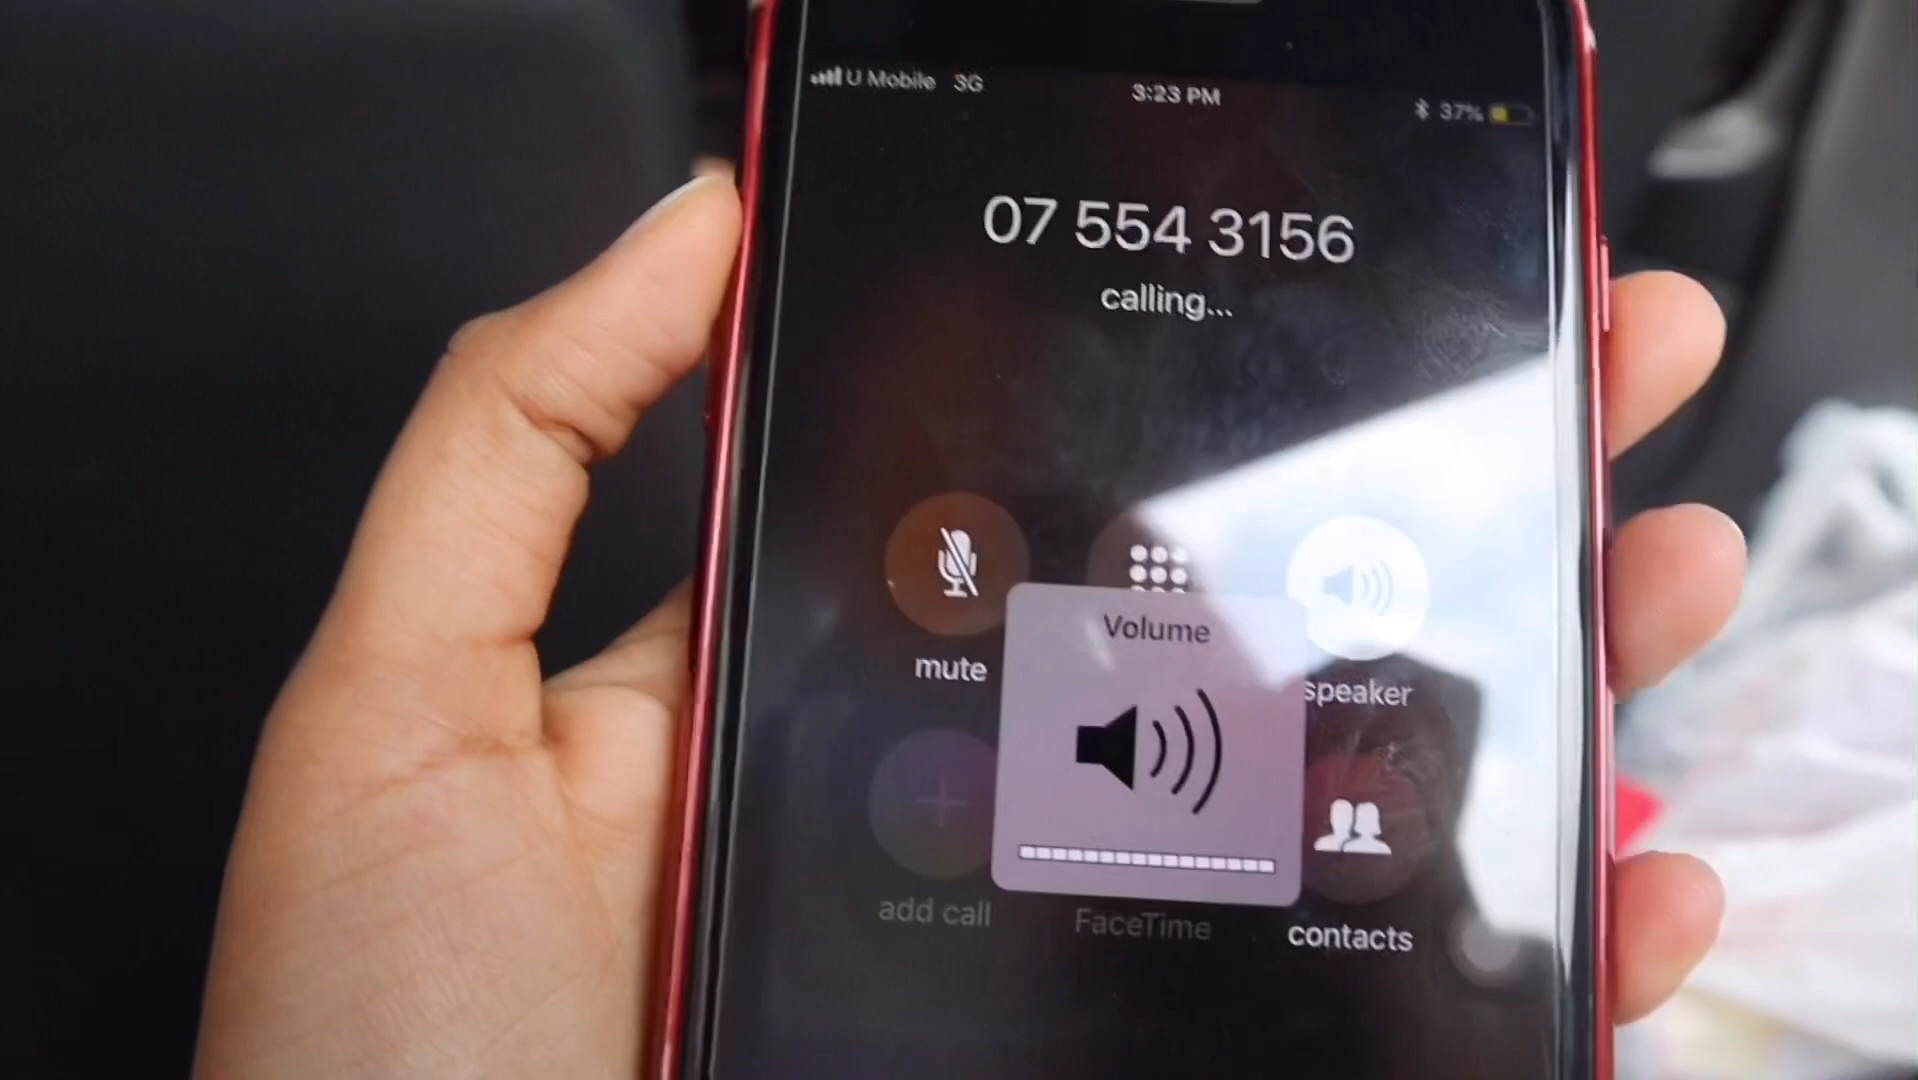 U Mobile 3G 3:23 PM 37%
07 554 3156
calling...
Volume
mute
speaker
add call
FaceTime
contacts